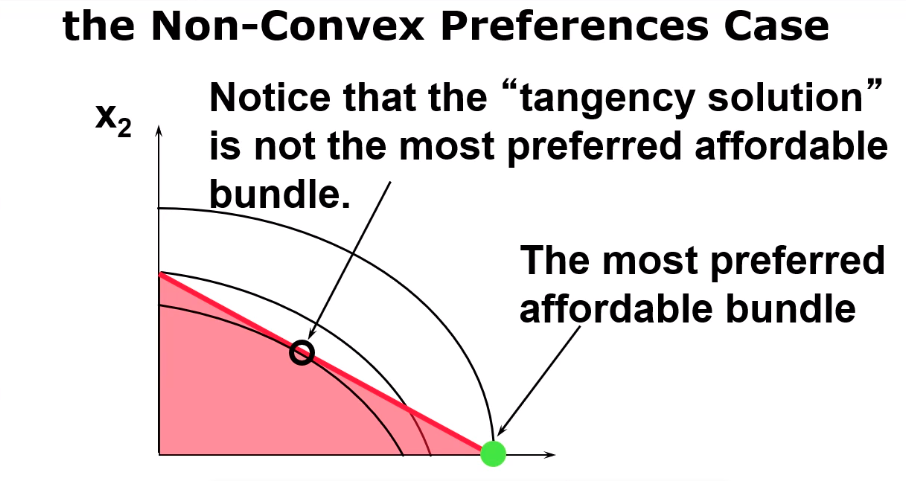 the Non-Convex Preferences Case
Notice that the “tangency solution”
is not the most preferred affordable
bundle.
x₂
The most preferred
affordable bundle